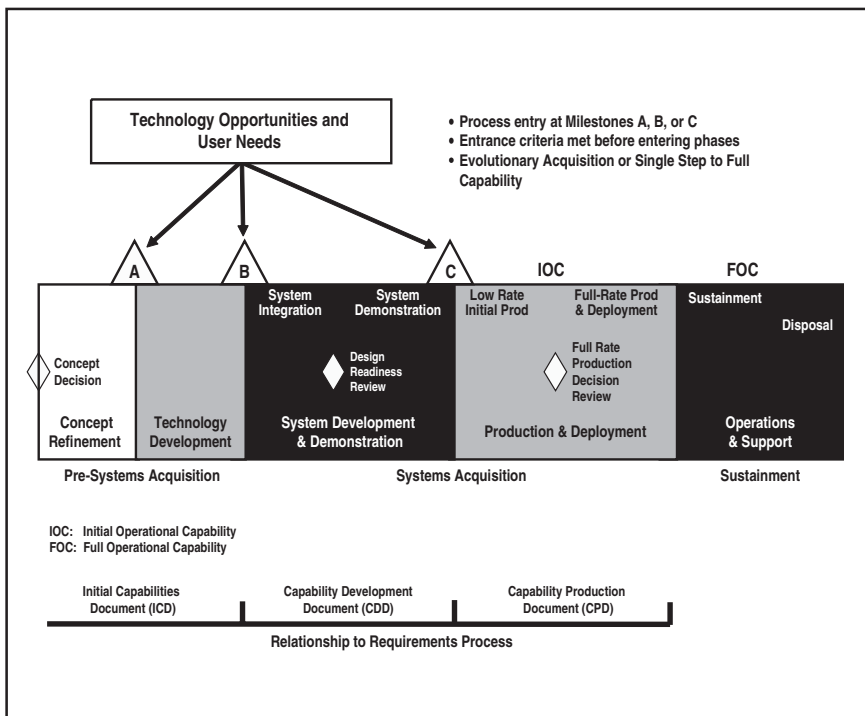 Technology Opportunities and
User Needs
• Process entry at Milestones A, B, or C
• Entrance criteria met before entering phases
• Evolutionary Acquisition or Single Step to Full
Capability
A
B
C
IOC
FOC
System
Integration
System
Demonstration
Low Rate
Initial Prod
Full-Rate Prod
& Deployment
Sustainment
Disposal
Concept
Decision
Design
Readiness
Review
Full Rate
Production
Decision
Review
Concept
Refinement
Technology
Development
System Development
& Demonstration
Production & Deployment
Operations
& Support
Pre-Systems Acquisition
Systems Acquisition
Sustainment
IOC: Initial Operational Capability
FOC: Full Operational Capability
Initial Capabilities
Document (ICD)
Capability Development
Document (CDD)
Capability Production
Document (CPD)
Relationship to Requirements Process